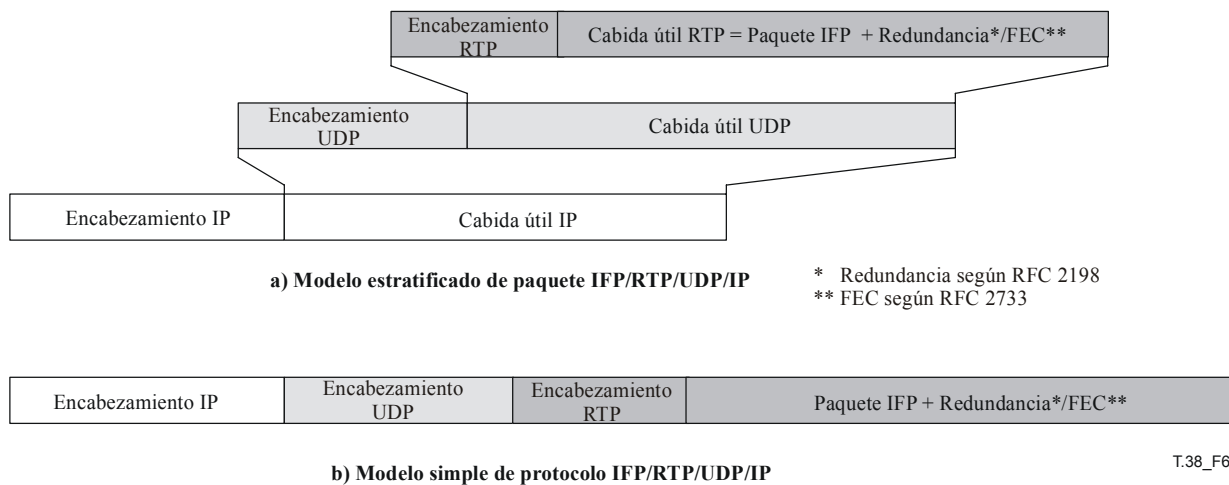 Encabezamiento
RTP
Cabida útil RTP = Paquete IFP + Redundancia*/FEC**
Encabezamiento
UDP
Cabida útil UDP
Encabezamiento IP
Cabida útil IP
a) Modelo estratificado de paquete IFP/RTP/UDP/IP
* Redundancia según RFC 2198
** FEC según RFC 2733
Encabezamiento IP
Encabezamiento
UDP
Encabezamiento
RTP
Paquete IFP + Redundancia*/FEC**
b) Modelo simple de protocolo IFP/RTP/UDP/IP
T.38_F6